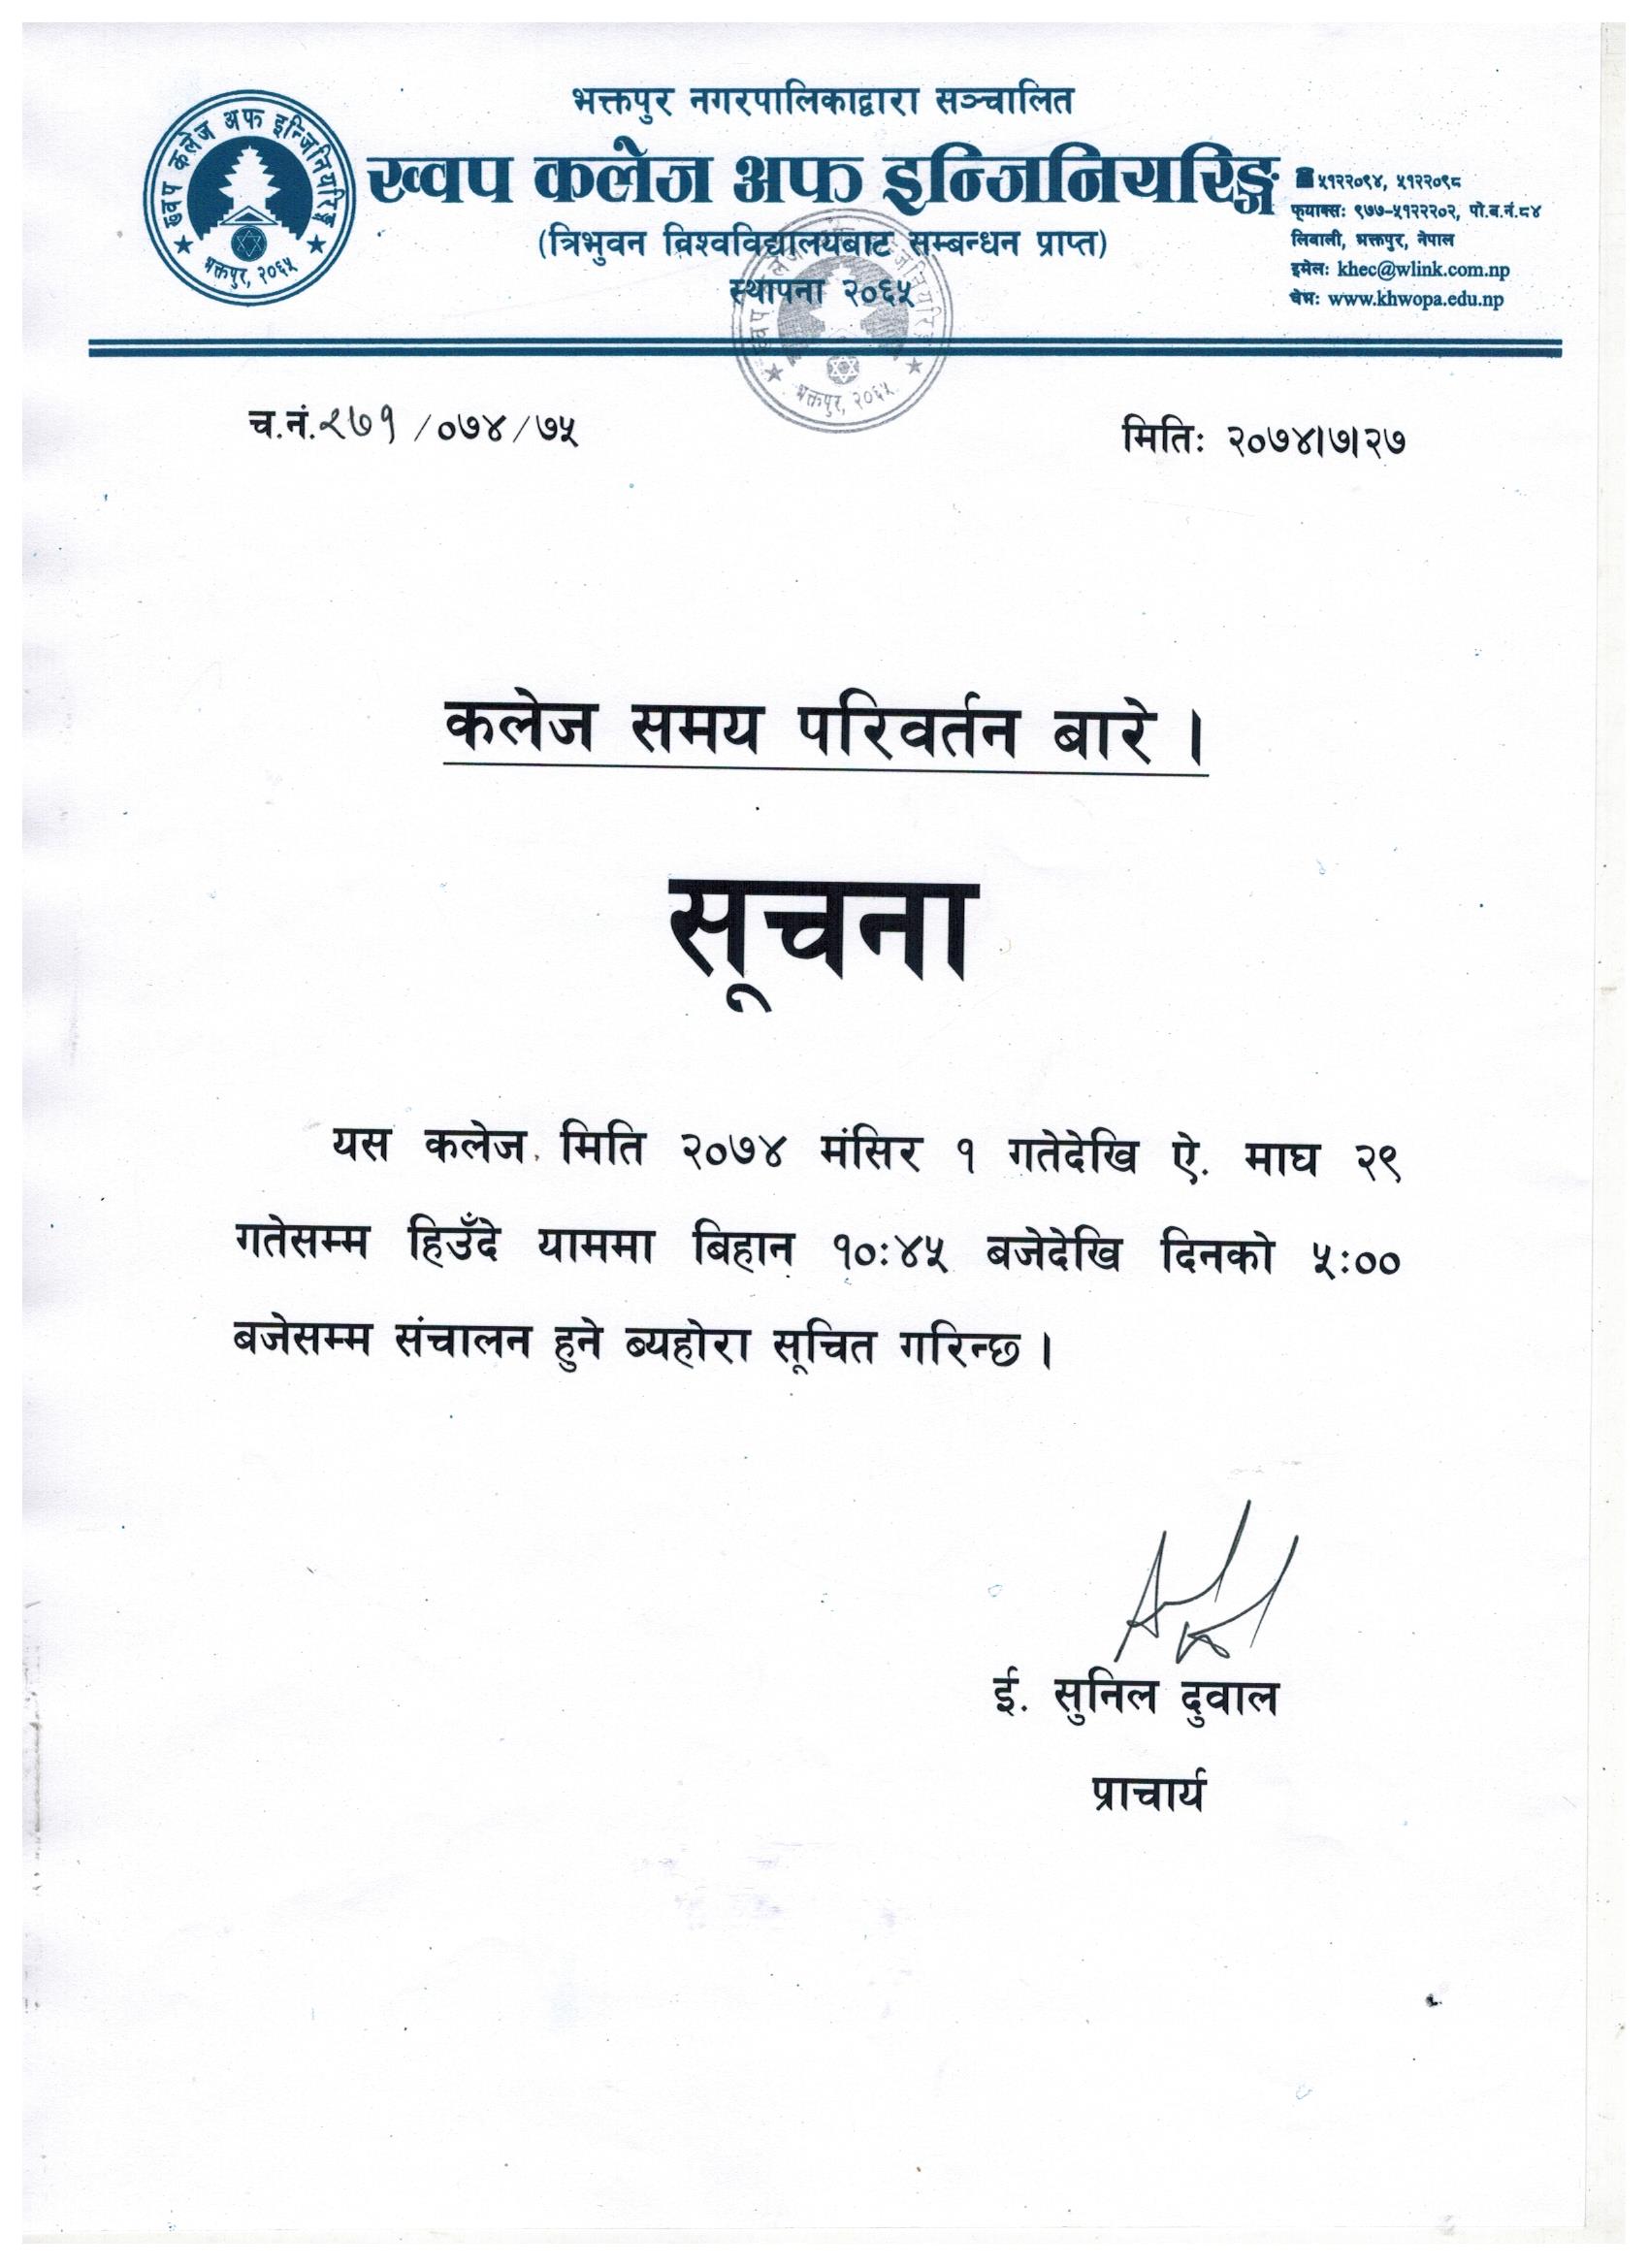 भक्तपुर नगरपालिकाद्वारा सञ्चालित
ख्वप कलेज अफ इन्जिनियरिङ्ग
(त्रिभुवन विश्वविद्यालयबाट सम्बन्धन प्राप्त)
स्थापना २०६५
ख्वप कलेज अफ इन्जिनियरिङ्ग
भक्तपुर, २०६५
☎५१२२०९४, ५१२२०९८
फ्याक्सः ९७७-५१२२२०२, पो.ब.नं.८४
लिवाली, भक्तपुर, नेपाल
इमेलः khec@wlink.com.np
वेभः www.khwopa.edu.np
भक्तपुर, २०६५
च.नं.२७१/०७४/७५
मितिः २०७४।७।२७
कलेज समय परिवर्तन बारे ।
सूचना
यस कलेज मिति २०७४ मंसिर १ गतेदेखि ऐ. माघ २९
गतेसम्म हिउँदे याममा बिहान १०:४५ बजेदेखि दिनको ५:००
बजेसम्म संचालन हुने ब्यहोरा सूचित गरिन्छ ।
ई. सुनिल दुवाल
प्राचार्य